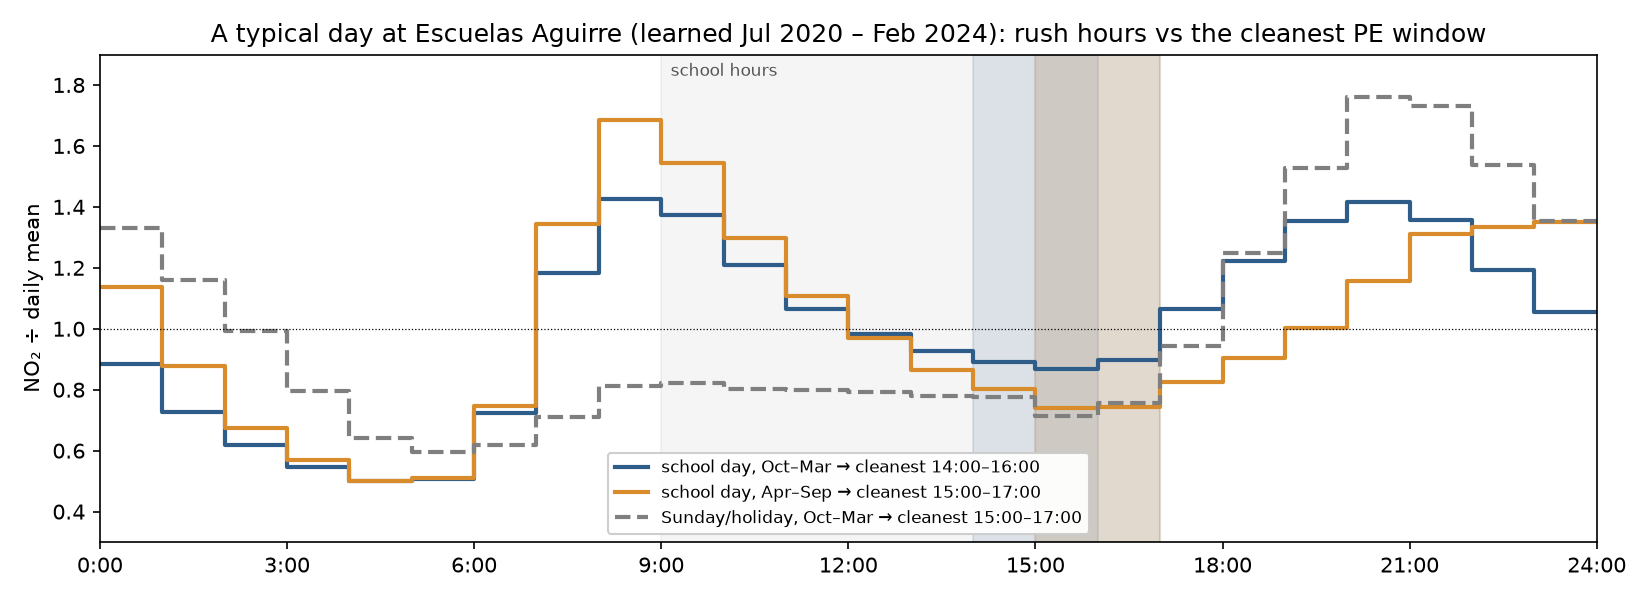 A typical day at Escuelas Aguirre (learned Jul 2020 – Feb 2024): rush hours vs the cleanest PE window
school hours
NO₂ ÷ daily mean
1.8
1.6
1.4
1.2
1.0
0.8
0.6
0.4
school day, Oct–Mar → cleanest 14:00–16:00
school day, Apr–Sep → cleanest 15:00–17:00
Sunday/holiday, Oct–Mar → cleanest 15:00–17:00
0:00 3:00 6:00 9:00 12:00 15:00 18:00 21:00 24:00